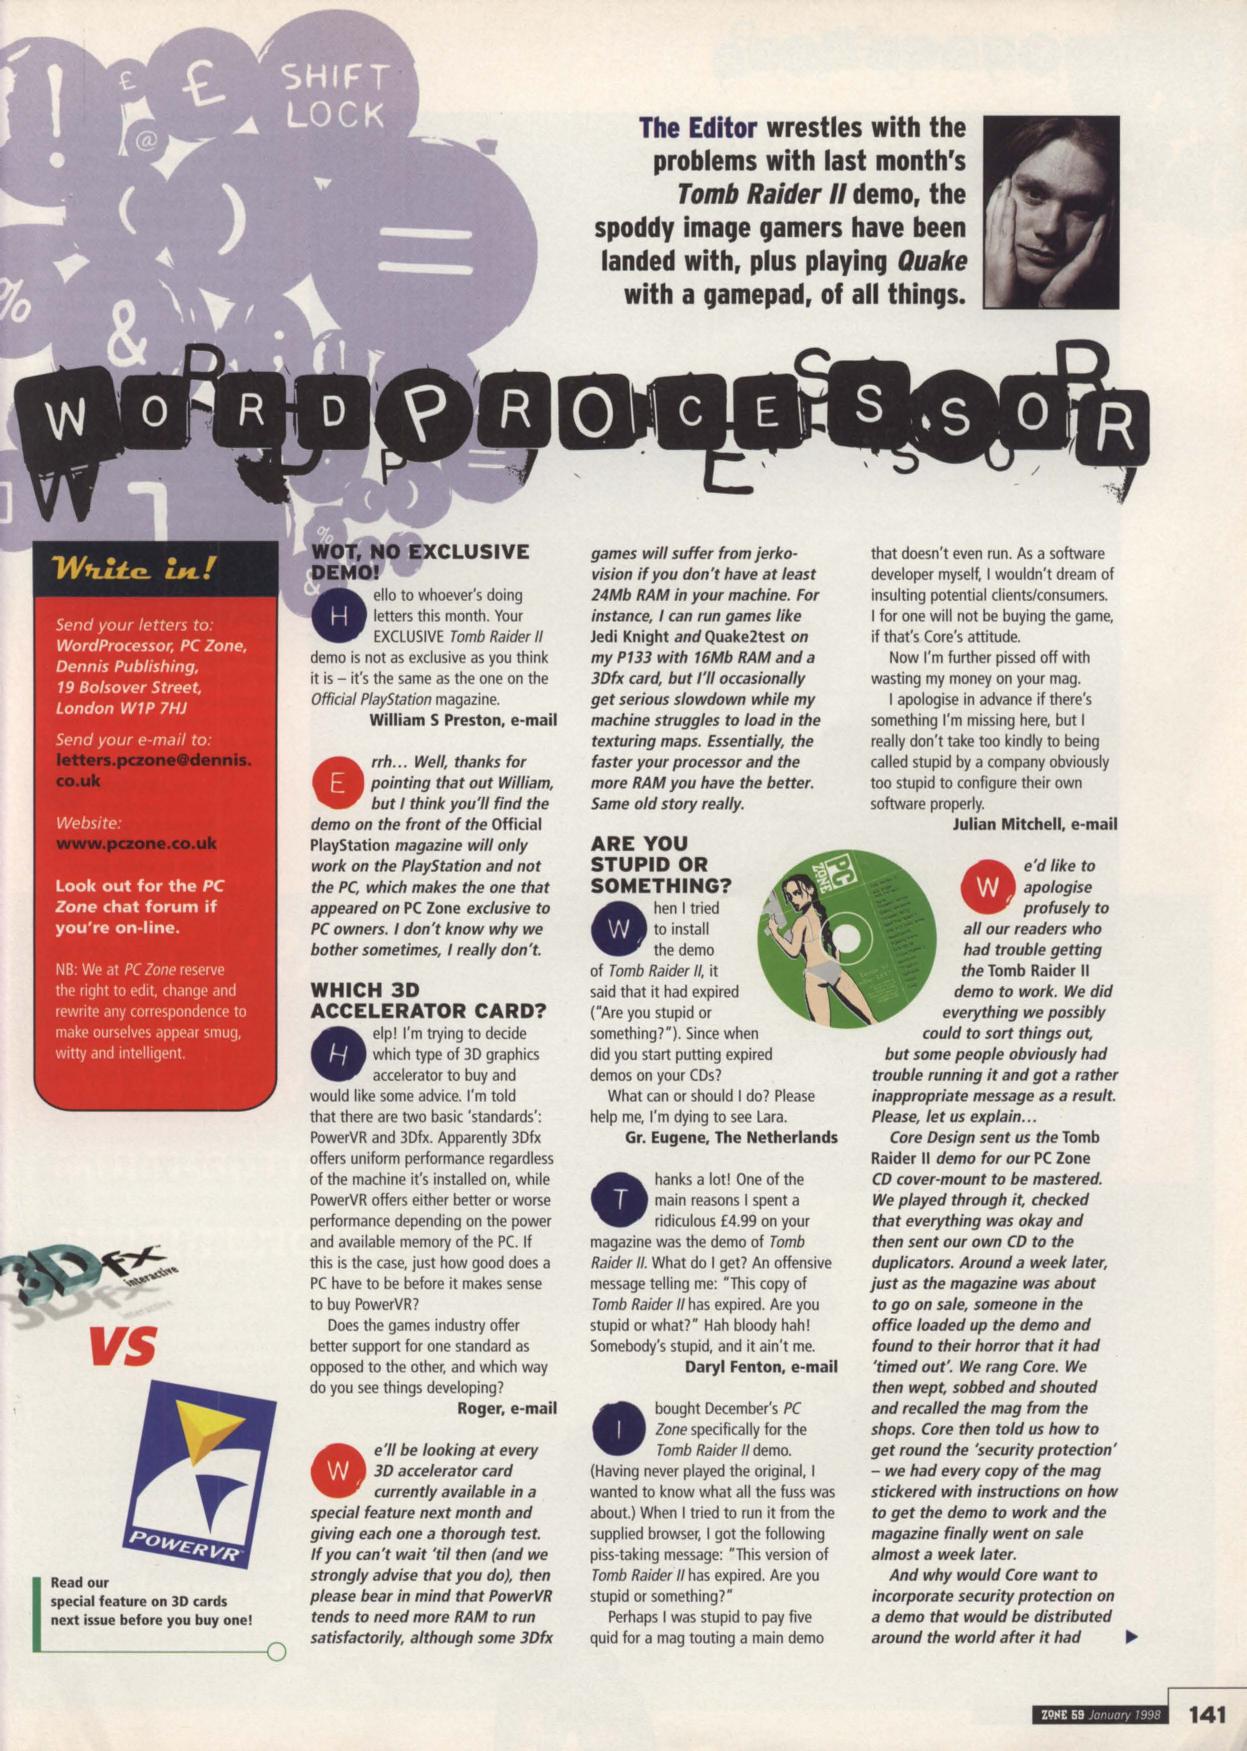 SHIFT
LOCK
The Editor wrestles with the
problems with last month's
Tomb Raider II demo, the
spoddy image gamers have been
landed with, plus playing Quake
with a gamepad, of all things.
WORDPROCESSOR
Write in!
Send your letters to:
WordProcessor, PC Zone,
Dennis Publishing,
19 Bolsover Street,
London W1P 7HJ
Send your e-mail to:
letters.pczone@dennis.
co.uk
Website:
www.pczone.co.uk
Look out for the PC
Zone chat forum if
you're on-line.
NB: We at PC Zone reserve
the right to edit, change and
rewrite any correspondence to
make ourselves appear smug,
witty and intelligent.
3Dfx
interactive
VS
POWERVR
Read our
special feature on 3D cards
next issue before you buy one!
WOT, NO EXCLUSIVE
DEMO!
Hello to whoever's doing
letters this month. Your
EXCLUSIVE Tomb Raider II
demo is not as exclusive as you think
it is – it's the same as the one on the
Official PlayStation magazine.
William S Preston, e-mail
Errh... Well, thanks for
pointing that out William,
but I think you'll find the
demo on the front of the Official
PlayStation magazine will only
work on the PlayStation and not
the PC, which makes the one that
appeared on PC Zone exclusive to
PC owners. I don't know why we
bother sometimes, I really don't.
WHICH 3D
ACCELERATOR CARD?
Help! I'm trying to decide
which type of 3D graphics
accelerator to buy and
would like some advice. I'm told
that there are two basic 'standards':
PowerVR and 3Dfx. Apparently 3Dfx
offers uniform performance regardless
of the machine it's installed on, while
PowerVR offers either better or worse
performance depending on the power
and available memory of the PC. If
this is the case, just how good does a
PC have to be before it makes sense
to buy PowerVR?
Does the games industry offer
better support for one standard as
opposed to the other, and which way
do you see things developing?
Roger, e-mail
We'll be looking at every
3D accelerator card
currently available in a
special feature next month and
giving each one a thorough test.
If you can't wait 'til then (and we
strongly advise that you do), then
please bear in mind that PowerVR
tends to need more RAM to run
satisfactorily, although some 3Dfx
games will suffer from jerko-
vision if you don't have at least
24Mb RAM in your machine. For
instance, I can run games like
Jedi Knight and Quake2test on
my P133 with 16Mb RAM and a
3Dfx card, but I'll occasionally
get serious slowdown while my
machine struggles to load in the
texturing maps. Essentially, the
faster your processor and the
more RAM you have the better.
Same old story really.
ARE YOU
STUPID OR
SOMETHING?
When I tried
to install
the demo
of Tomb Raider II, it
said that it had expired
("Are you stupid or
something?"). Since when
did you start putting expired
demos on your CDs?
What can or should I do? Please
help me, I'm dying to see Lara.
Gr. Eugene, The Netherlands
Thanks a lot! One of the
main reasons I spent a
ridiculous £4.99 on your
magazine was the demo of Tomb
Raider II. What do I get? An offensive
message telling me: "This copy of
Tomb Raider II has expired. Are you
stupid or what?" Hah bloody hah!
Somebody's stupid, and it ain't me.
Daryl Fenton, e-mail
I bought December's PC
Zone specifically for the
Tomb Raider II demo.
(Having never played the original, I
wanted to know what all the fuss was
about.) When I tried to run it from the
supplied browser, I got the following
piss-taking message: "This version of
Tomb Raider II has expired. Are you
stupid or something?"
Perhaps I was stupid to pay five
quid for a mag touting a main demo
that doesn't even run. As a software
developer myself, I wouldn't dream of
insulting potential clients/consumers.
I for one will not be buying the game,
if that's Core's attitude.
Now I'm further pissed off with
wasting my money on your mag.
I apologise in advance if there's
something I'm missing here, but I
really don't take too kindly to being
called stupid by a company obviously
too stupid to configure their own
software properly.
Julian Mitchell, e-mail
PC
ZONE
We'd like to
apologise
profusely to
all our readers who
had trouble getting
the Tomb Raider II
demo to work. We did
everything we possibly
could to sort things out,
but some people obviously had
trouble running it and got a rather
inappropriate message as a result.
Please, let us explain...
Core Design sent us the Tomb
Raider II demo for our PC Zone
CD cover-mount to be mastered.
We played through it, checked
that everything was okay and
then sent our own CD to the
duplicators. Around a week later,
just as the magazine was about
to go on sale, someone in the
office loaded up the demo and
found to their horror that it had
'timed out'. We rang Core. We
then wept, sobbed and shouted
and recalled the mag from the
shops. Core then told us how to
get round the 'security protection'
– we had every copy of the mag
stickered with instructions on how
to get the demo to work and the
magazine finally went on sale
almost a week later.
And why would Core want to
incorporate security protection on
a demo that would be distributed
around the world after it had
ZONE 59 January 1998
141